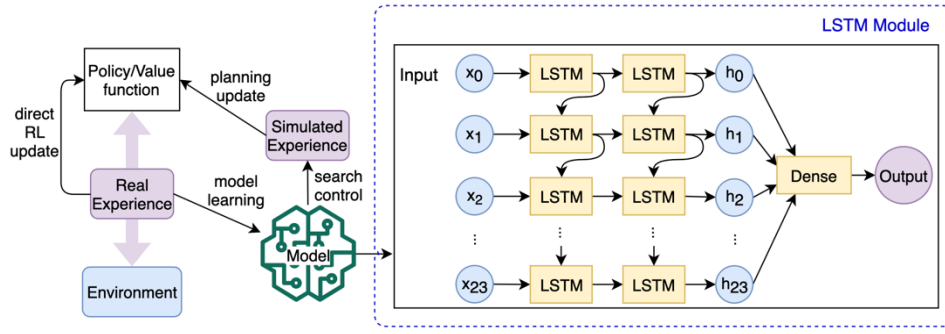 LSTM Module
Policy/Value
function
direct
RL
update
planning
update
Simulated
Experience
Real
Experience
model
learning
search
control
Model
Environment
Input
x0
LSTM
LSTM
h0
x1
LSTM
LSTM
h1
x2
LSTM
LSTM
h2
...
...
...
...
x23
LSTM
LSTM
h23
Dense
Output